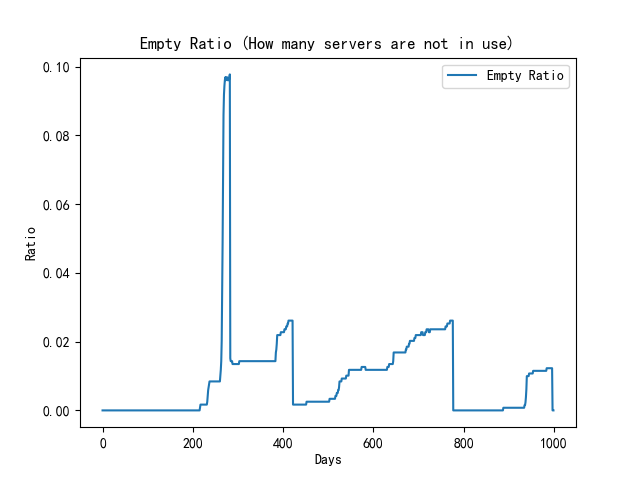 Empty Ratio (How many servers are not in use)
Empty Ratio
0.10
0.08
0.06
0.04
0.02
0.00
Ratio
0 200 400 600 800 1000
Days